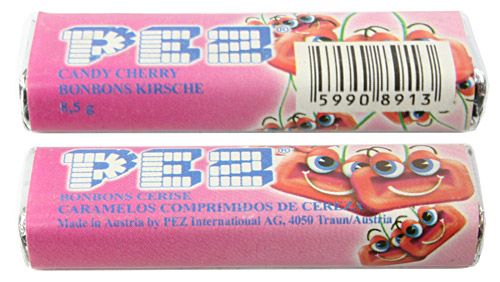 PEZ
CANDY CHERRY
BONBONS KIRSCHE
8,5 g
5990 8913
PEZ®
BONBONS CERISE
CARAMELOS COMPRIMIDOS DE CEREZA
Made in Austria by PEZ International AG, 4050 Traun/Austria